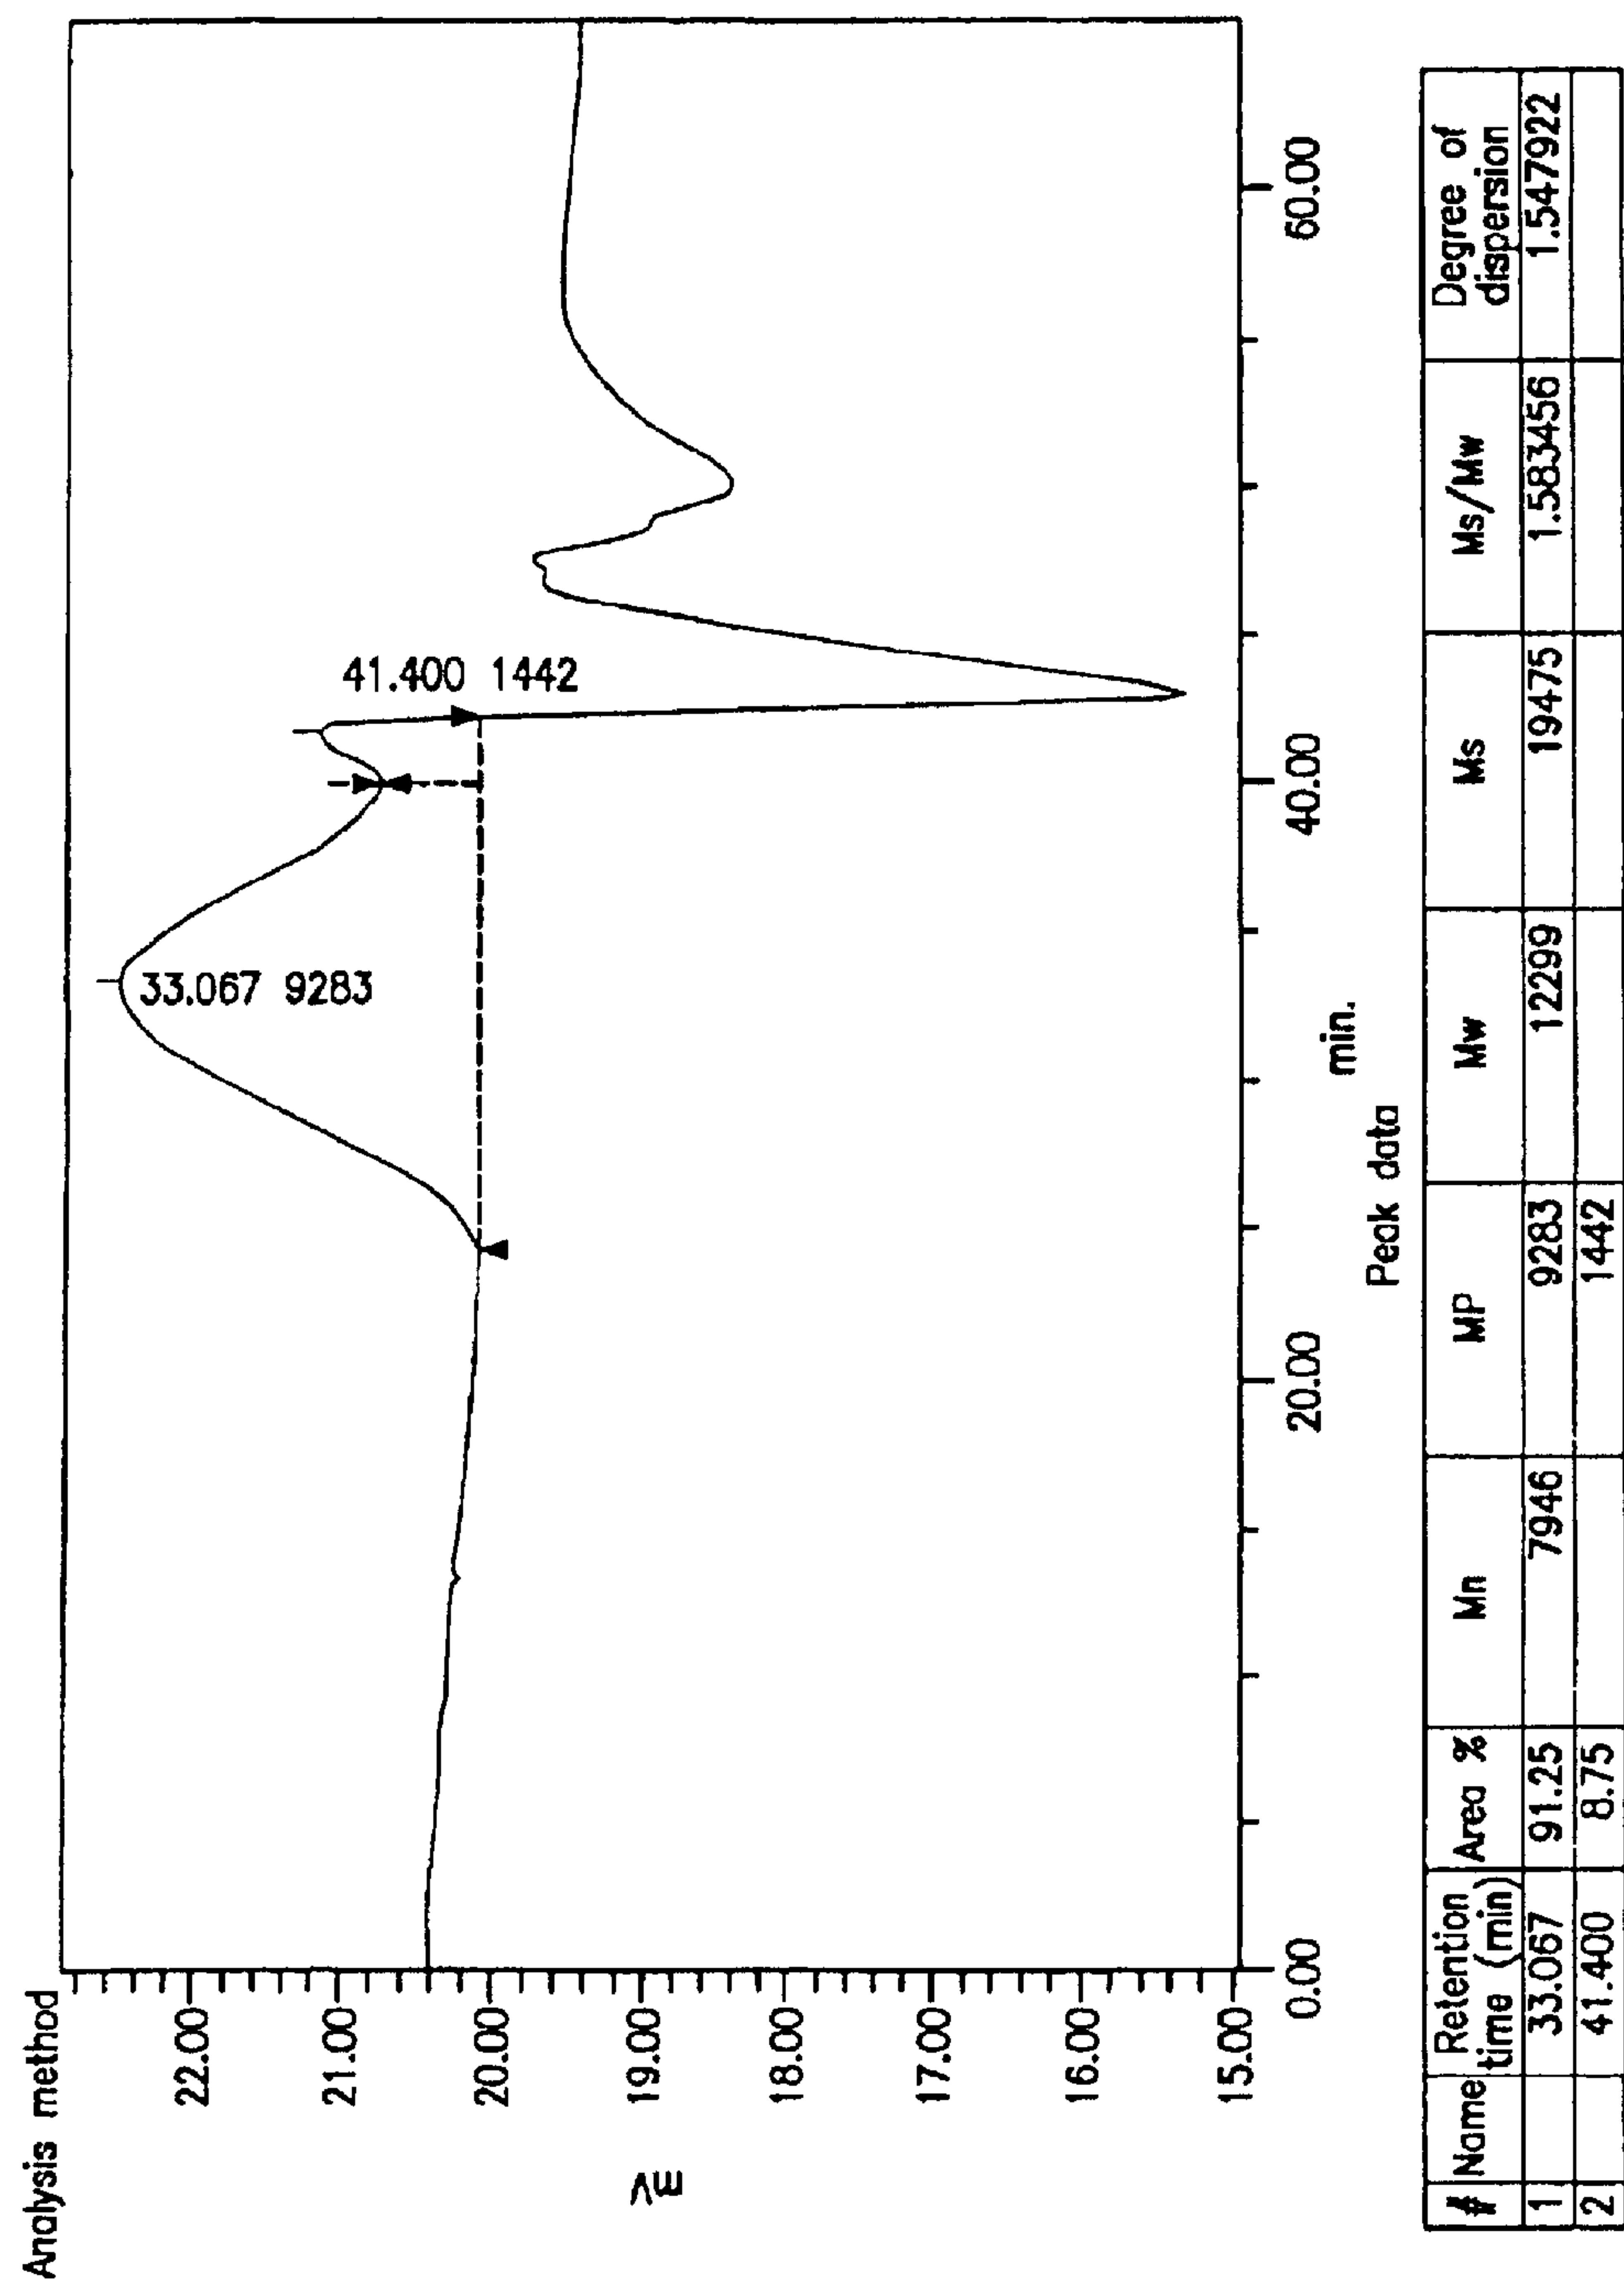 Analysis method
41.400 1442
33.067 9283
mV
22.00
21.00
20.00
19.00
18.00
17.00
16.00
15.00
0.00 20.00 40.00 60.00
min.
Peak data
# Name Retention time (min) Area % Mn MP Mw Ms Ms/Mw Degree of dispersion
1 33.067 91.25 7946 9283 12299 19475 1.583456 1.547922
2 41.400 8.75 1442